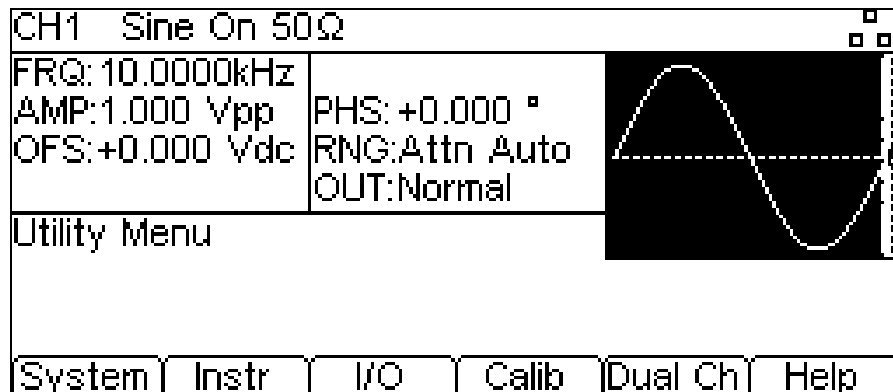 CH1 Sine On 50Ω
FRQ: 10.0000kHz
AMP:1.000 Vpp
OFS:+0.000 Vdc
PHS: +0.000 °
RNG:Attn Auto
OUT:Normal
Utility Menu
System Instr I/O Calib Dual Ch Help